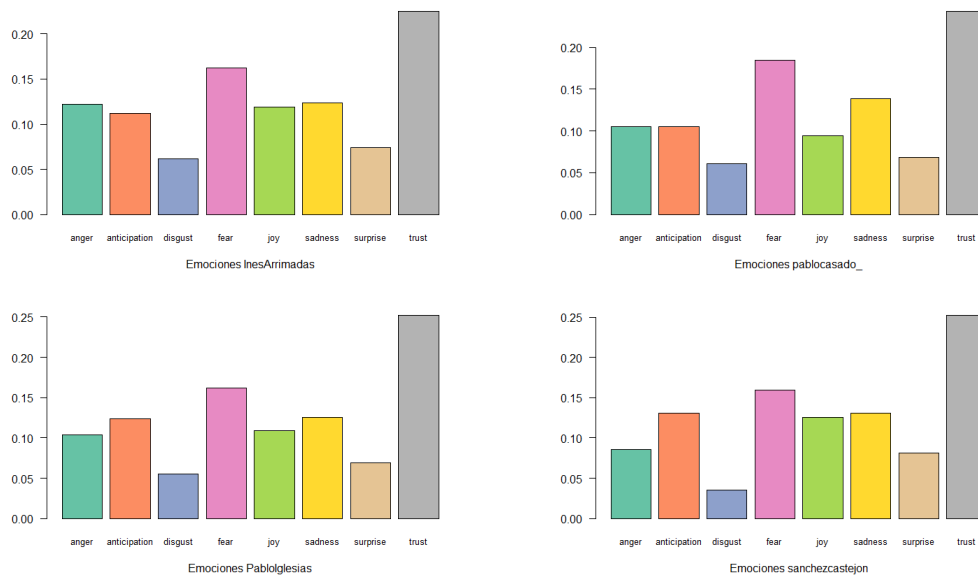 0.20
0.15
0.10
0.05
0.00
anger anticipation disgust fear joy sadness surprise trust
Emociones InesArrimadas
0.20
0.15
0.10
0.05
0.00
anger anticipation disgust fear joy sadness surprise trust
Emociones pablocasado_
0.25
0.20
0.15
0.10
0.05
0.00
anger anticipation disgust fear joy sadness surprise trust
Emociones PabloIglesias
0.25
0.20
0.15
0.10
0.05
0.00
anger anticipation disgust fear joy sadness surprise trust
Emociones sanchezcastejon